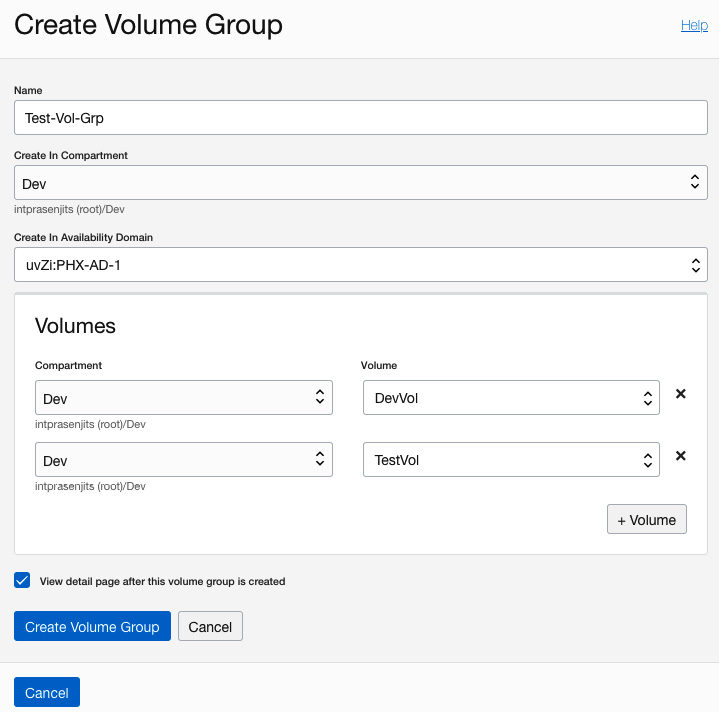 Create Volume Group
Help
Name
Test-Vol-Grp
Create In Compartment
Dev
intprasenjits (root)/Dev
Create In Availability Domain
uvZi:PHX-AD-1
Volumes
Compartment Volume
Dev DevVol
intprasenjits (root)/Dev
Dev TestVol
intprasenjits (root)/Dev
+ Volume
View detail page after this volume group is created
Create Volume Group Cancel
Cancel